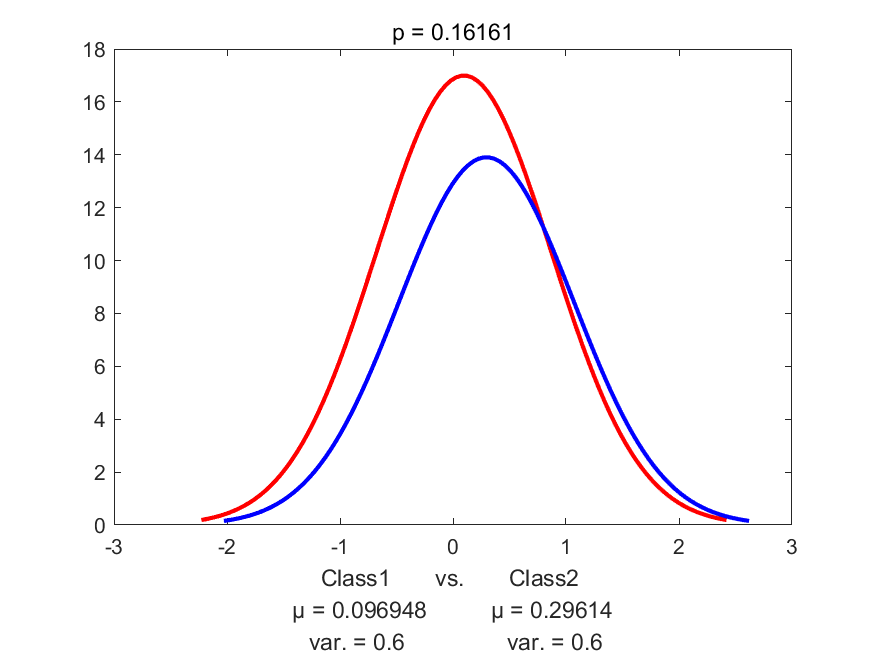 p = 0.16161
18
16
14
12
10
8
6
4
2
0
-3 -2 -1 0 1 2 3
Class1 vs. Class2
μ = 0.096948 μ = 0.29614
var. = 0.6 var. = 0.6